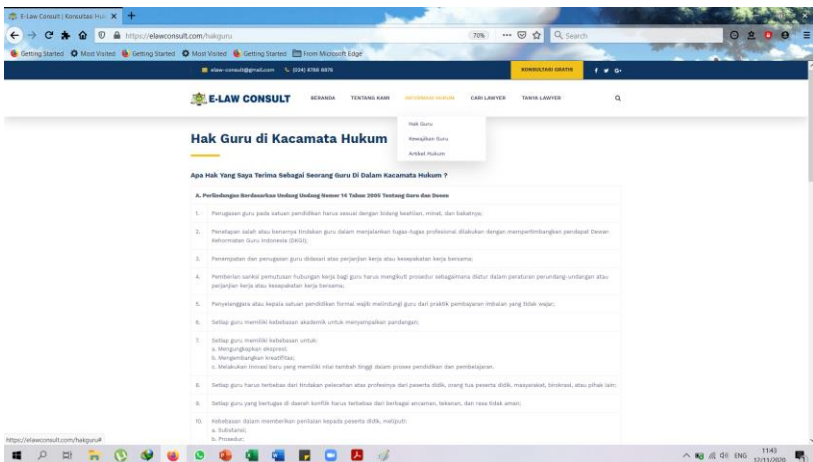 E-Law Consult | Konsultasi Huk
https://elawconsult.com/hakguru
70%
Search
Getting Started
Most Visited
Getting Started
Most Visited
Getting Started
From Microsoft Edge
elaw-consult@gmail.com
KONSULTASI GRATIS
E-LAW CONSULT
BERANDA
TENTANG KAMI
INFORMASI HUKUM
CARI LAWYER
TANYA LAWYER
Hak Guru
Kewajiban Guru
Artikel Hukum
Hak Guru di Kacamata Hukum
Apa Hak Yang Saya Terima Sebagai Seorang Guru Di Dalam Kacamata Hukum ?
A. Perlindungan Berdasarkan Undang Undang Nomor 14 Tahun 2005 Tentang Guru dan Dosen
1. Penugasan guru pada satuan pendidikan harus sesuai dengan bidang keahlian, minat, dan bakatnya;
2. Penetapan salah atau benarnya tindakan guru dalam menjalankan tugas-tugas profesional dilakukan dengan mempertimbangkan pendapat Dewan
Kehormatan Guru Indonesia (DKGI);
3. Penempatan dan penugasan guru didasari atas perjanjian kerja atau kesepakatan kerja bersama;
4. Pemberian sanksi pemutusan hubungan kerja bagi guru harus mengikuti prosedur sebagaimana diatur dalam peraturan perundang-undangan atau
perjanjian kerja atau kesepakatan kerja bersama;
5. Penyelenggara atau kepala satuan pendidikan formal wajib melindungi guru dari praktik pembayaran imbalan yang tidak wajar;
6. Setiap guru memiliki kebebasan akademik untuk menyampaikan pandangan;
7. Setiap guru memiliki kebebasan untuk:
a. Mengungkapkan ekspresi,
b. Mengembangkan kreatifitas;
c. Melakukan inovasi baru yang memiliki nilai tambah tinggi dalam proses pendidikan dan pembelajaran.
8. Setiap guru harus terbebas dari tindakan pelecehan atas profesinya dari peserta didik, orang tua peserta didik, masyarakat, birokrasi, atau pihak lain;
9. Setiap guru yang bertugas di daerah konflik harus terbebas dari berbagai ancaman, tekanan, dan rasa tidak aman;
10. Kebebasan dalam memberikan penilaian kepada peserta didik, meliputi:
a. Substansi;
b. Prosedur;
https://elawconsult.com/hakguru#
ENG
11:43
12/11/2020